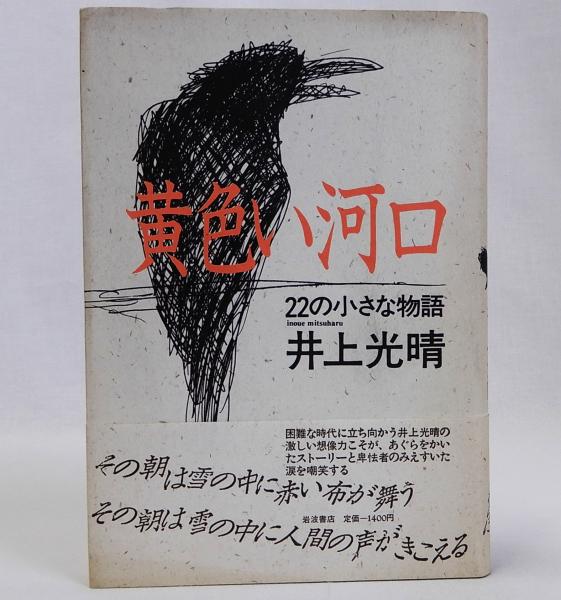 黄色い河口
22の小さな物語
inoue mitsuharu
井上光晴
困難な時代に立ち向かう井上光晴の
激しい想像力こそが、あぐらをかい
たストーリーと卑怯者のみえすいた
涙を嘲笑する
その朝は雪の中に赤い布が舞う
その朝は雪の中に人間の声がきこえる
岩波書店 定価―1400円